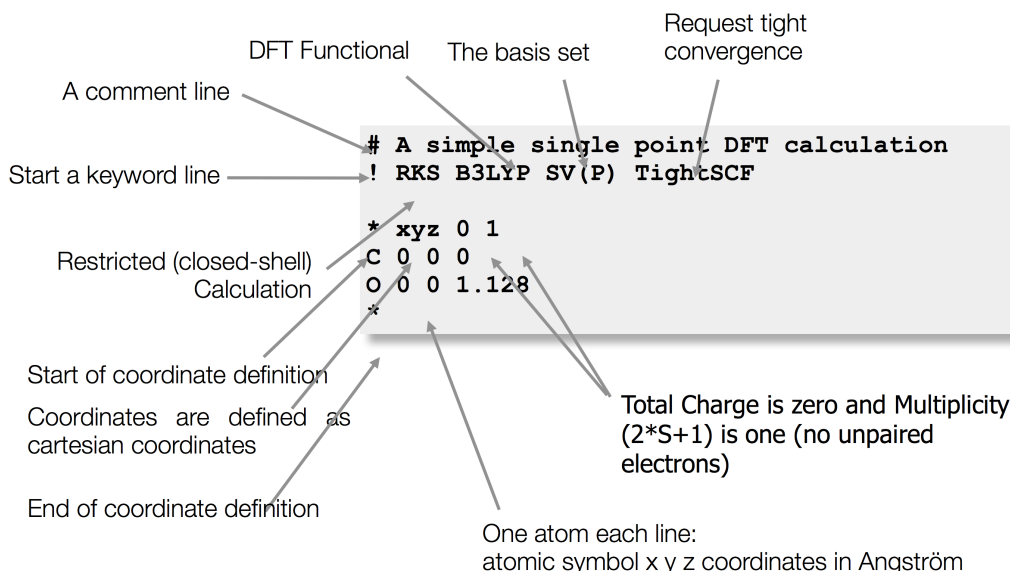 Request tight
convergence
DFT Functional
The basis set
A comment line
# A simple single point DFT calculation
Start a keyword line
! RKS B3LYP SV(P) TightSCF
* xyz 0 1
Restricted (closed-shell)
Calculation
C 0 0 0
O 0 0 1.128
*
Start of coordinate definition
Coordinates are defined as
cartesian coordinates
Total Charge is zero and Multiplicity
(2*S+1) is one (no unpaired
electrons)
End of coordinate definition
One atom each line:
atomic symbol x y z coordinates in Angström